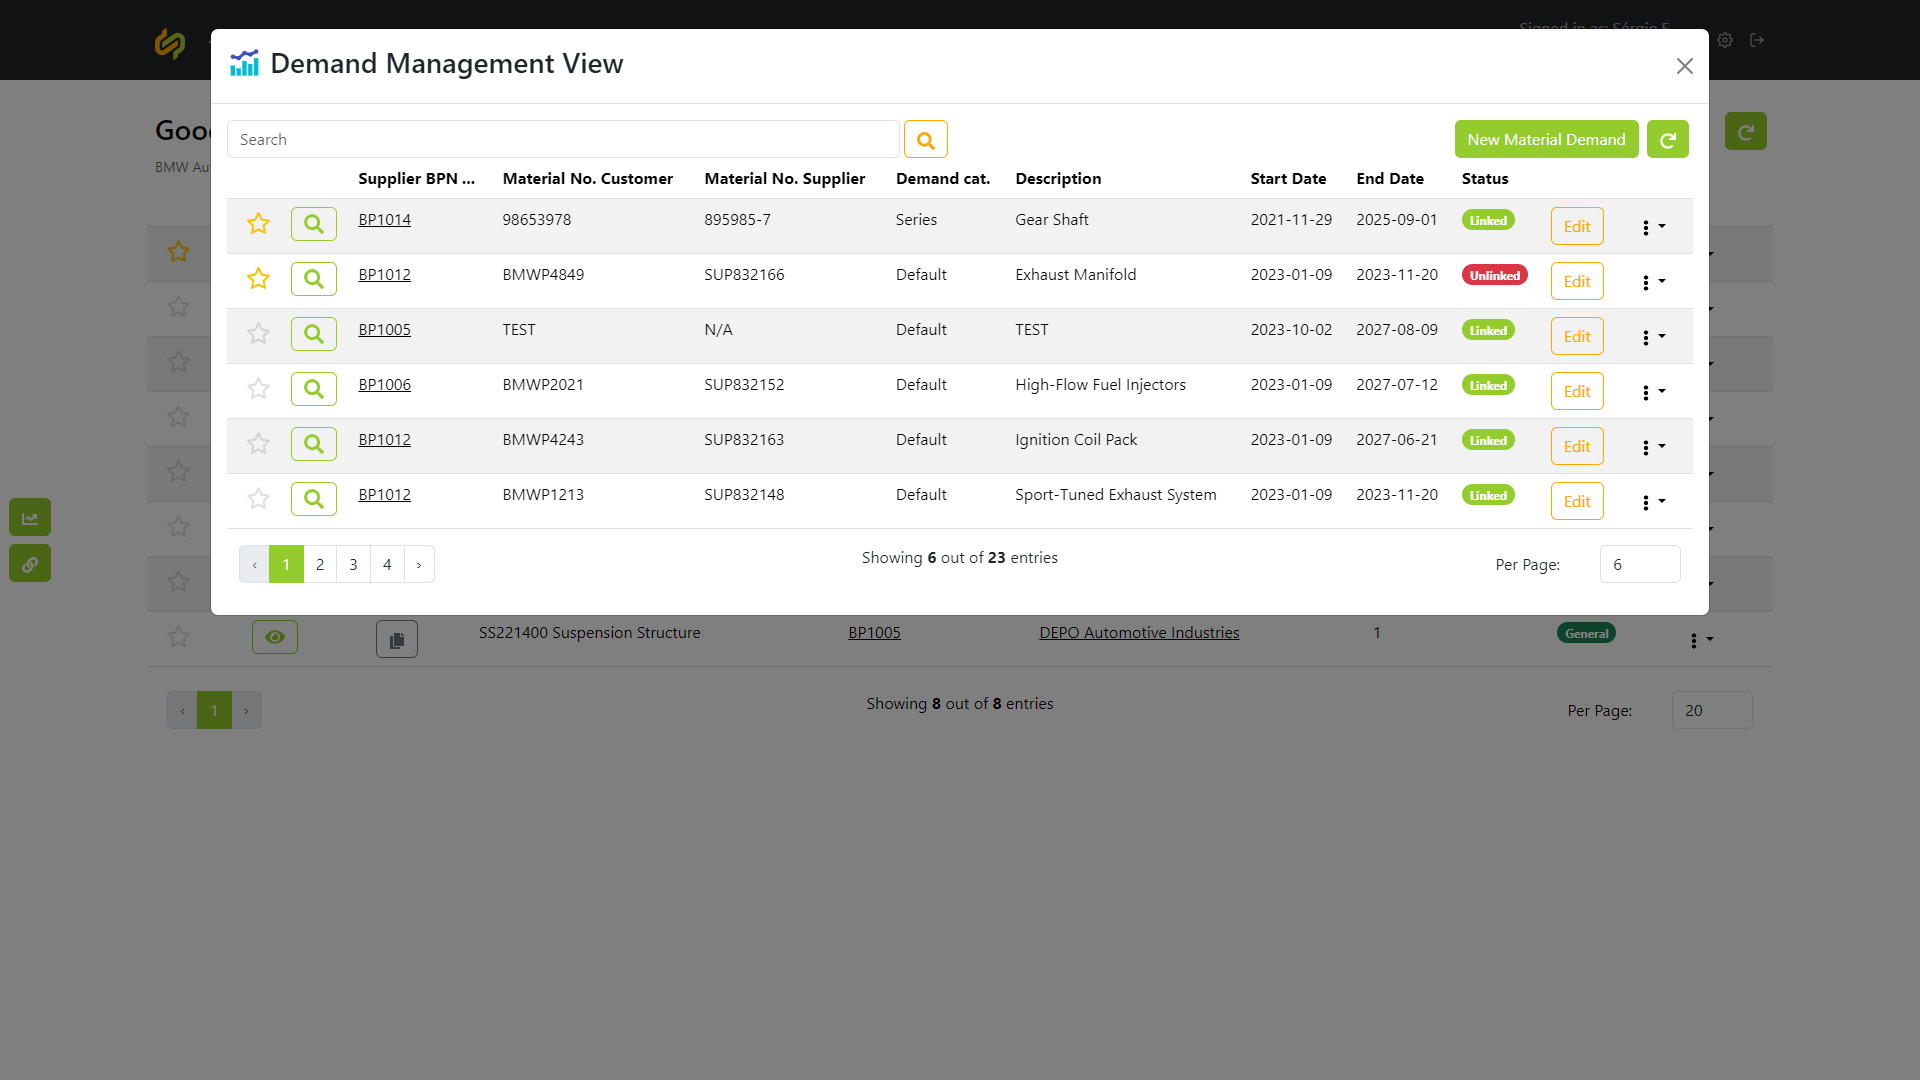 Signed in as: Sérgio F
Demand Management View
Goo
BMW Au
Search
New Material Demand
Supplier BPN ... Material No. Customer Material No. Supplier Demand cat. Description Start Date End Date Status
BP1014 98653978 895985-7 Series Gear Shaft 2021-11-29 2025-09-01 Linked Edit
BP1012 BMWP4849 SUP832166 Default Exhaust Manifold 2023-01-09 2023-11-20 Unlinked Edit
BP1005 TEST N/A Default TEST 2023-10-02 2027-08-09 Linked Edit
BP1006 BMWP2021 SUP832152 Default High-Flow Fuel Injectors 2023-01-09 2027-07-12 Linked Edit
BP1012 BMWP4243 SUP832163 Default Ignition Coil Pack 2023-01-09 2027-06-21 Linked Edit
BP1012 BMWP1213 SUP832148 Default Sport-Tuned Exhaust System 2023-01-09 2023-11-20 Linked Edit
‹ 1 2 3 4 › Showing 6 out of 23 entries Per Page: 6
SS221400 Suspension Structure BP1005 DEPO Automotive Industries 1 General
‹ 1 › Showing 8 out of 8 entries Per Page: 20